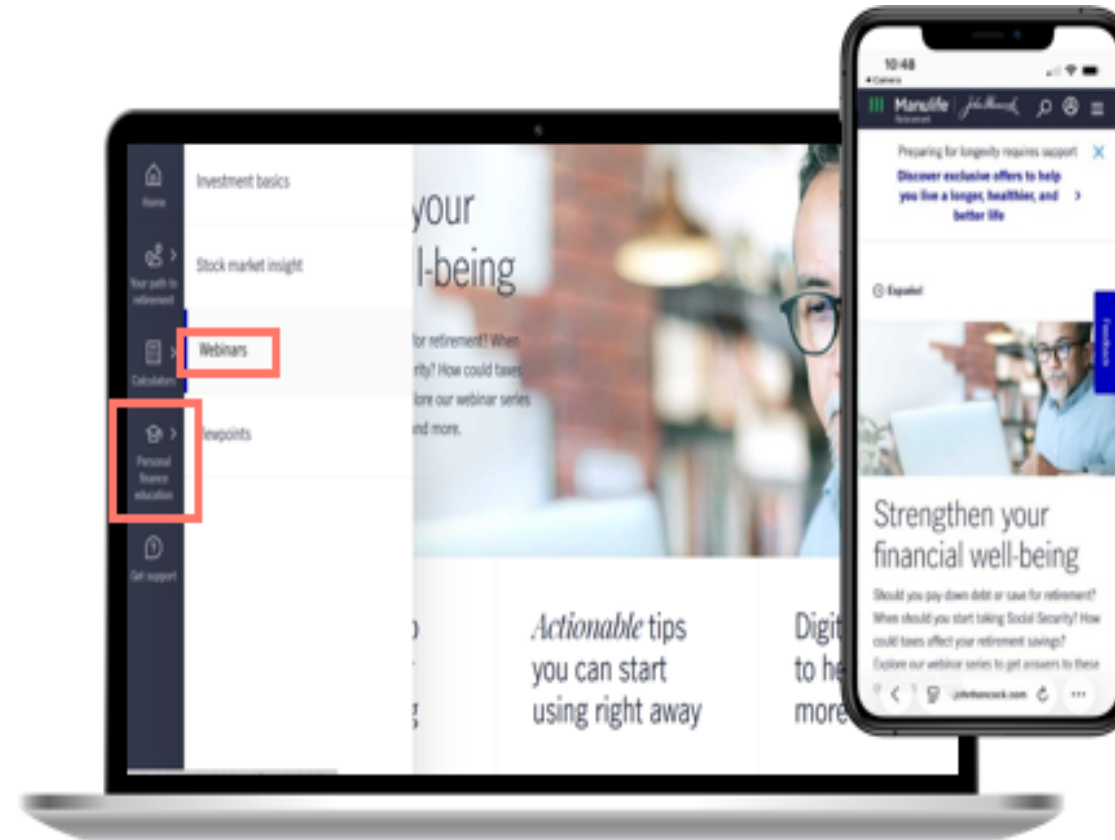 Home
Your path to
retirement
Calculators
Personal
finance
education
Get support
Investment basics
Stock market insight
Webinars
ewpoints
your
l-being
for retirement? When
rity? How could taxes
lore our webinar series
nd more.
Actionable tips
you can start
using right away
Digit
to he
more
10:48
Camera
Manulife John Hancock
Retirement
Preparing for longevity requires support
Discover exclusive offers to help
you live a longer, healthier, and
better life
Español
Feedback
Strengthen your
financial well-being
Should you pay down debt or save for retirement?
When should you start taking Social Security? How
could taxes affect your retirement savings?
Explore our webinar series to get answers to these
johnhancock.com